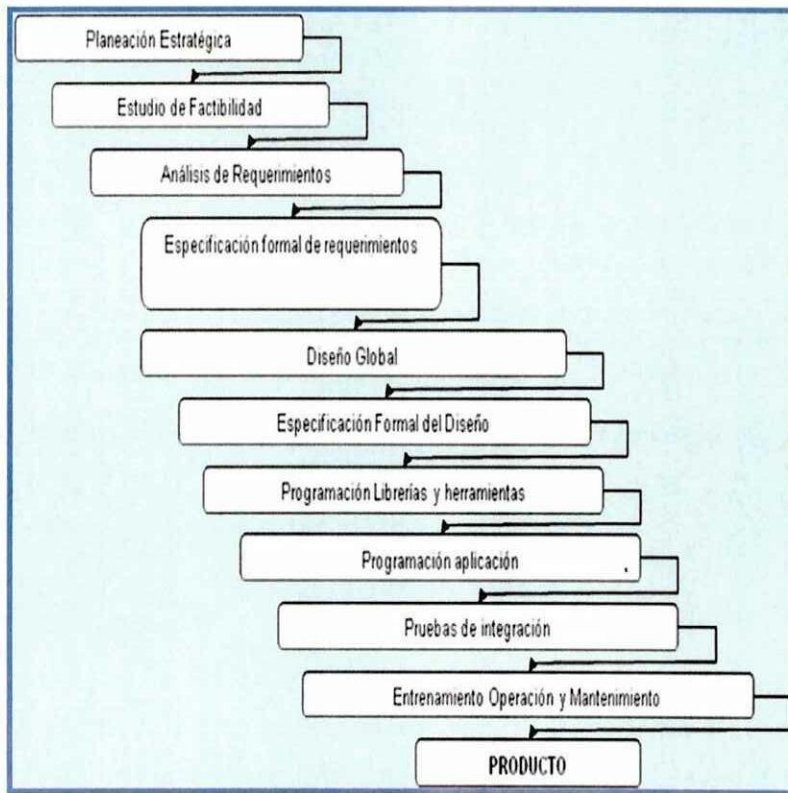 Planeación Estratégica
Estudio de Factibilidad
Análisis de Requerimientos
Especificación formal de requerimientos
Diseño Global
Especificación Formal del Diseño
Programación Librerías y herramientas
Programación aplicación
Pruebas de integración
Entrenamiento Operación y Mantenimiento
PRODUCTO